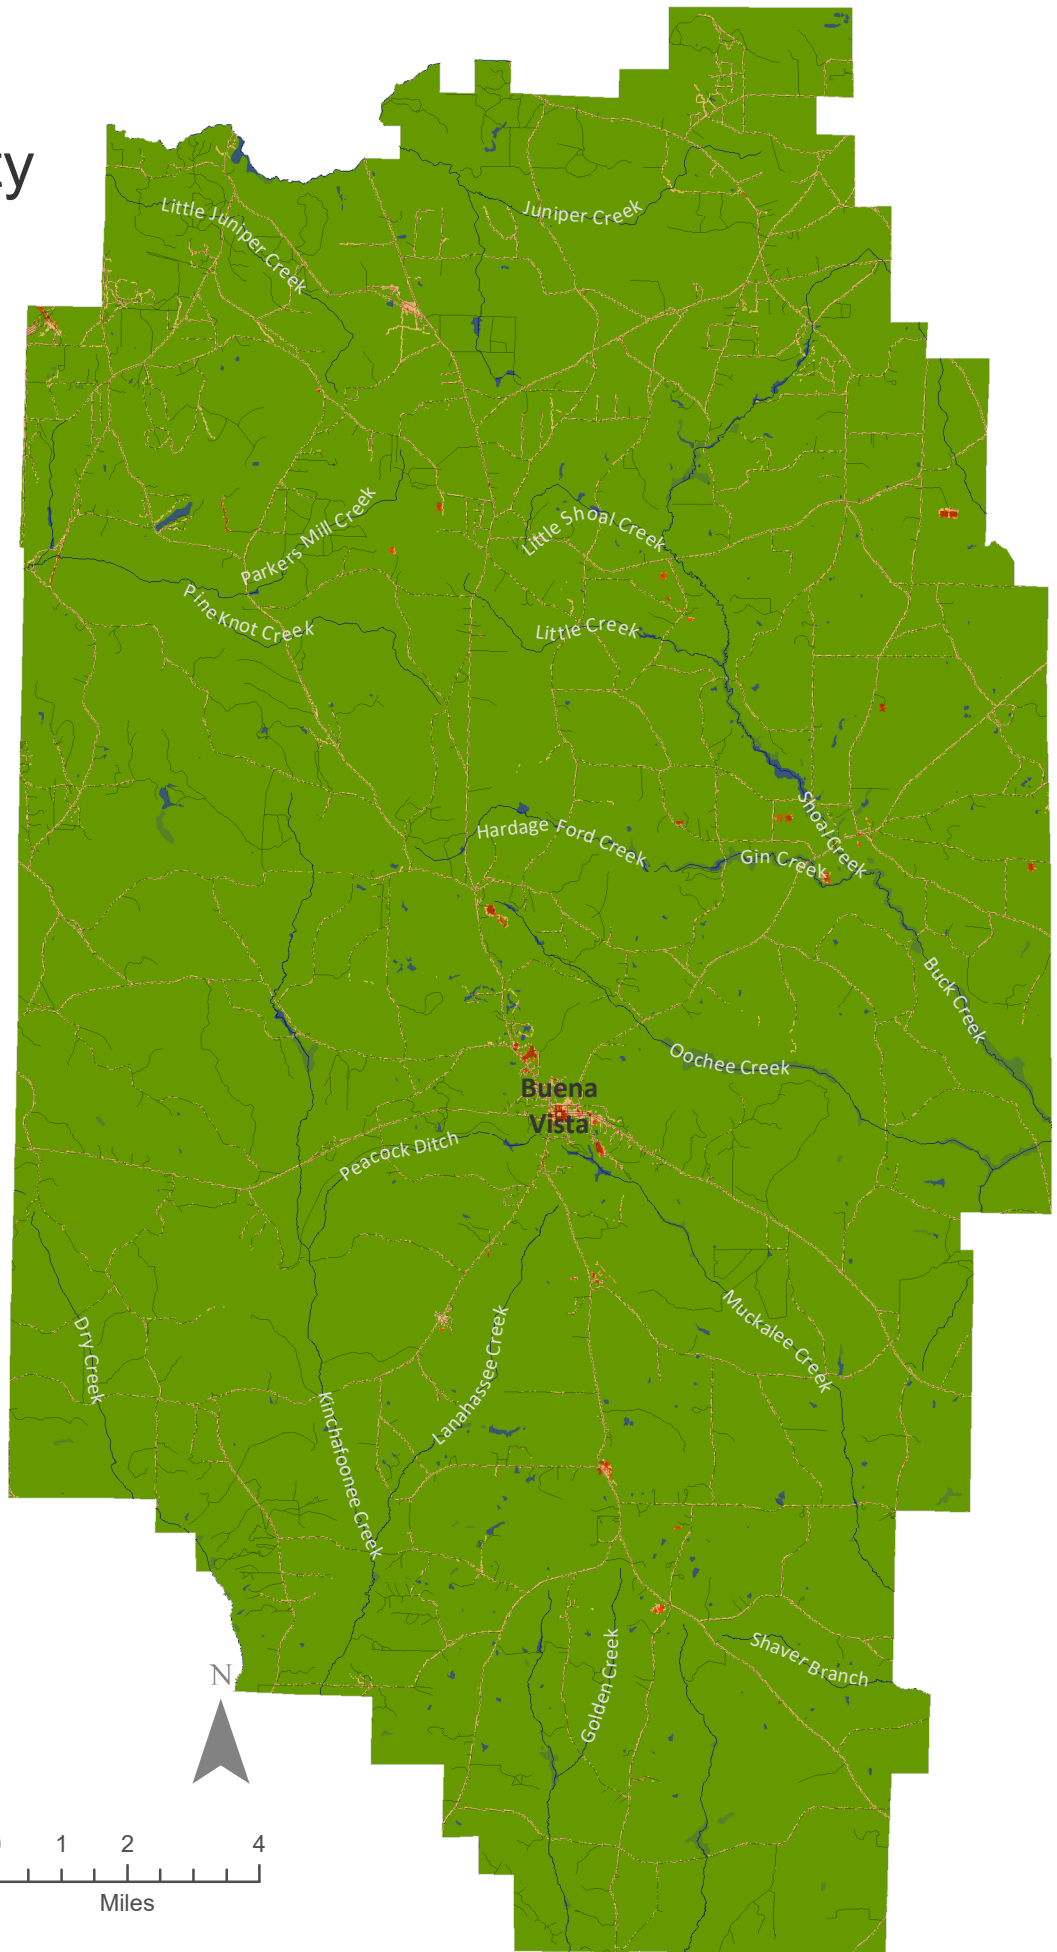 ty
Little Juniper Creek
Juniper Creek
Parkers Mill Creek
Little Shoal Creek
Pine Knot Creek
Little Creek
Shoal Creek
Hardage Ford Creek
Gin Creek
Buck Creek
Oochee Creek
Buena
Vista
Peacock Ditch
Muckalee Creek
Dry Creek
Lanahassee Creek
Kinchafoonee Creek
Shaver Branch
Golden Creek
N
1 2 4
Miles